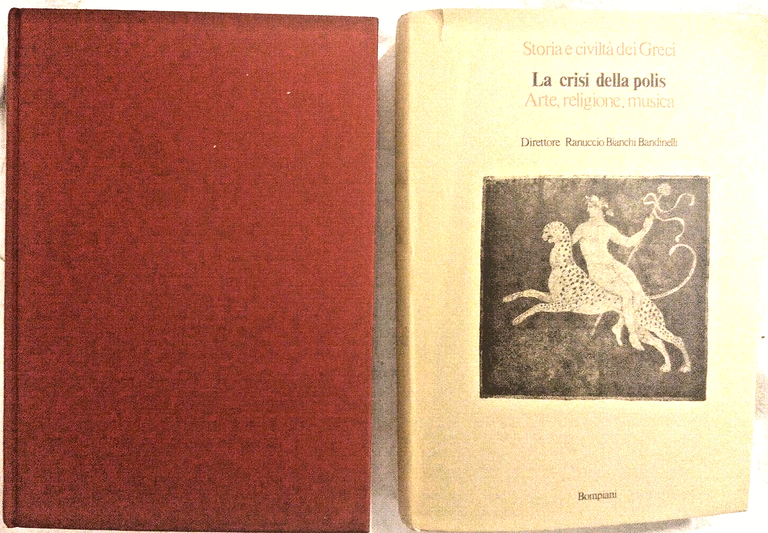 Storia e civiltà dei Greci
La crisi della polis
Arte, religione, musica
Direttore Ranuccio Bianchi Bandinelli
Bompiani